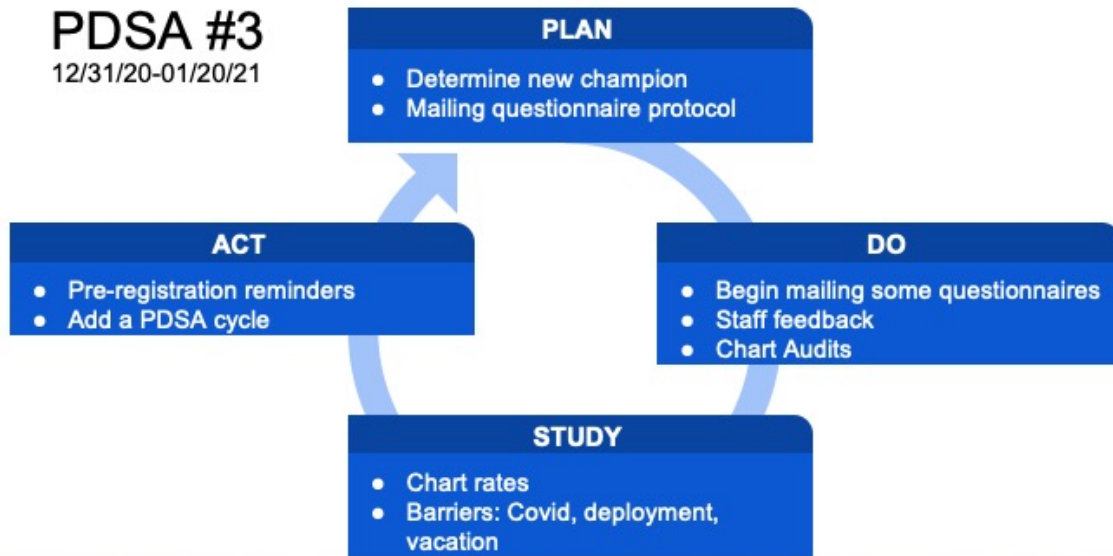 PDSA #3
12/31/20-01/20/21
PLAN
● Determine new champion
● Mailing questionnaire protocol
ACT
● Pre-registration reminders
● Add a PDSA cycle
DO
● Begin mailing some questionnaires
● Staff feedback
● Chart Audits
STUDY
● Chart rates
● Barriers: Covid, deployment,
vacation